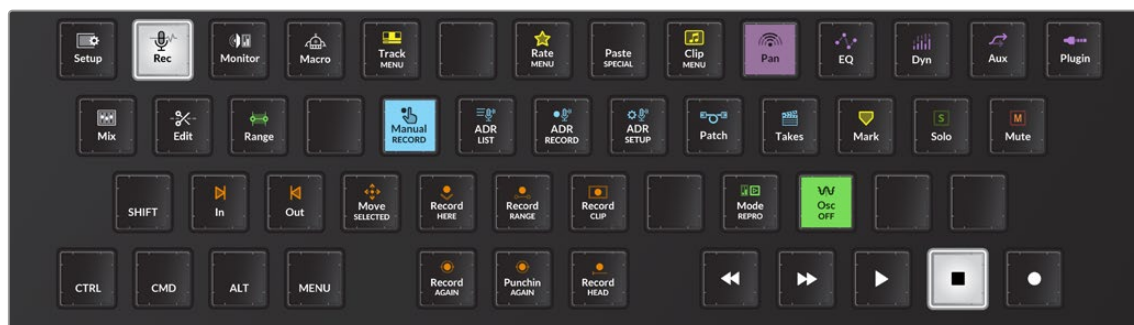 Setup
Rec
Monitor
Macro
Track
MENU
Rate
MENU
Paste
SPECIAL
Clip
MENU
Pan
EQ
Dyn
Aux
Plugin
Mix
Edit
Range
Manual
RECORD
ADR
LIST
ADR
RECORD
ADR
SETUP
Patch
Takes
Mark
S
Solo
M
Mute
SHIFT
In
Out
Move
SELECTED
Record
HERE
Record
RANGE
Record
CLIP
Mode
REPRO
Osc
OFF
CTRL
CMD
ALT
MENU
Record
AGAIN
Punchin
AGAIN
Record
HEAD